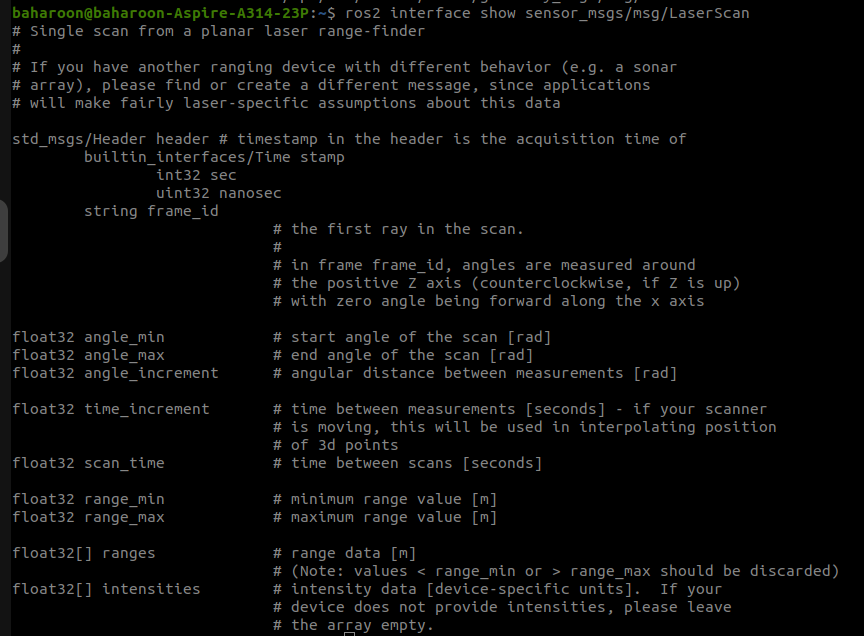 baharoon@baharoon-Aspire-A314-23P:~$ ros2 interface show sensor_msgs/msg/LaserScan
# Single scan from a planar laser range-finder
#
# If you have another ranging device with different behavior (e.g. a sonar
# array), please find or create a different message, since applications
# will make fairly laser-specific assumptions about this data

std_msgs/Header header # timestamp in the header is the acquisition time of
        builtin_interfaces/Time stamp
                int32 sec
                uint32 nanosec
        string frame_id
                             # the first ray in the scan.
                             #
                             # in frame frame_id, angles are measured around
                             # the positive Z axis (counterclockwise, if Z is up)
                             # with zero angle being forward along the x axis

float32 angle_min            # start angle of the scan [rad]
float32 angle_max            # end angle of the scan [rad]
float32 angle_increment      # angular distance between measurements [rad]

float32 time_increment       # time between measurements [seconds] - if your scanner
                             # is moving, this will be used in interpolating position
                             # of 3d points
float32 scan_time            # time between scans [seconds]

float32 range_min            # minimum range value [m]
float32 range_max            # maximum range value [m]

float32[] ranges             # range data [m]
                             # (Note: values < range_min or > range_max should be discarded)
float32[] intensities        # intensity data [device-specific units].  If your
                             # device does not provide intensities, please leave
                             # the array empty.